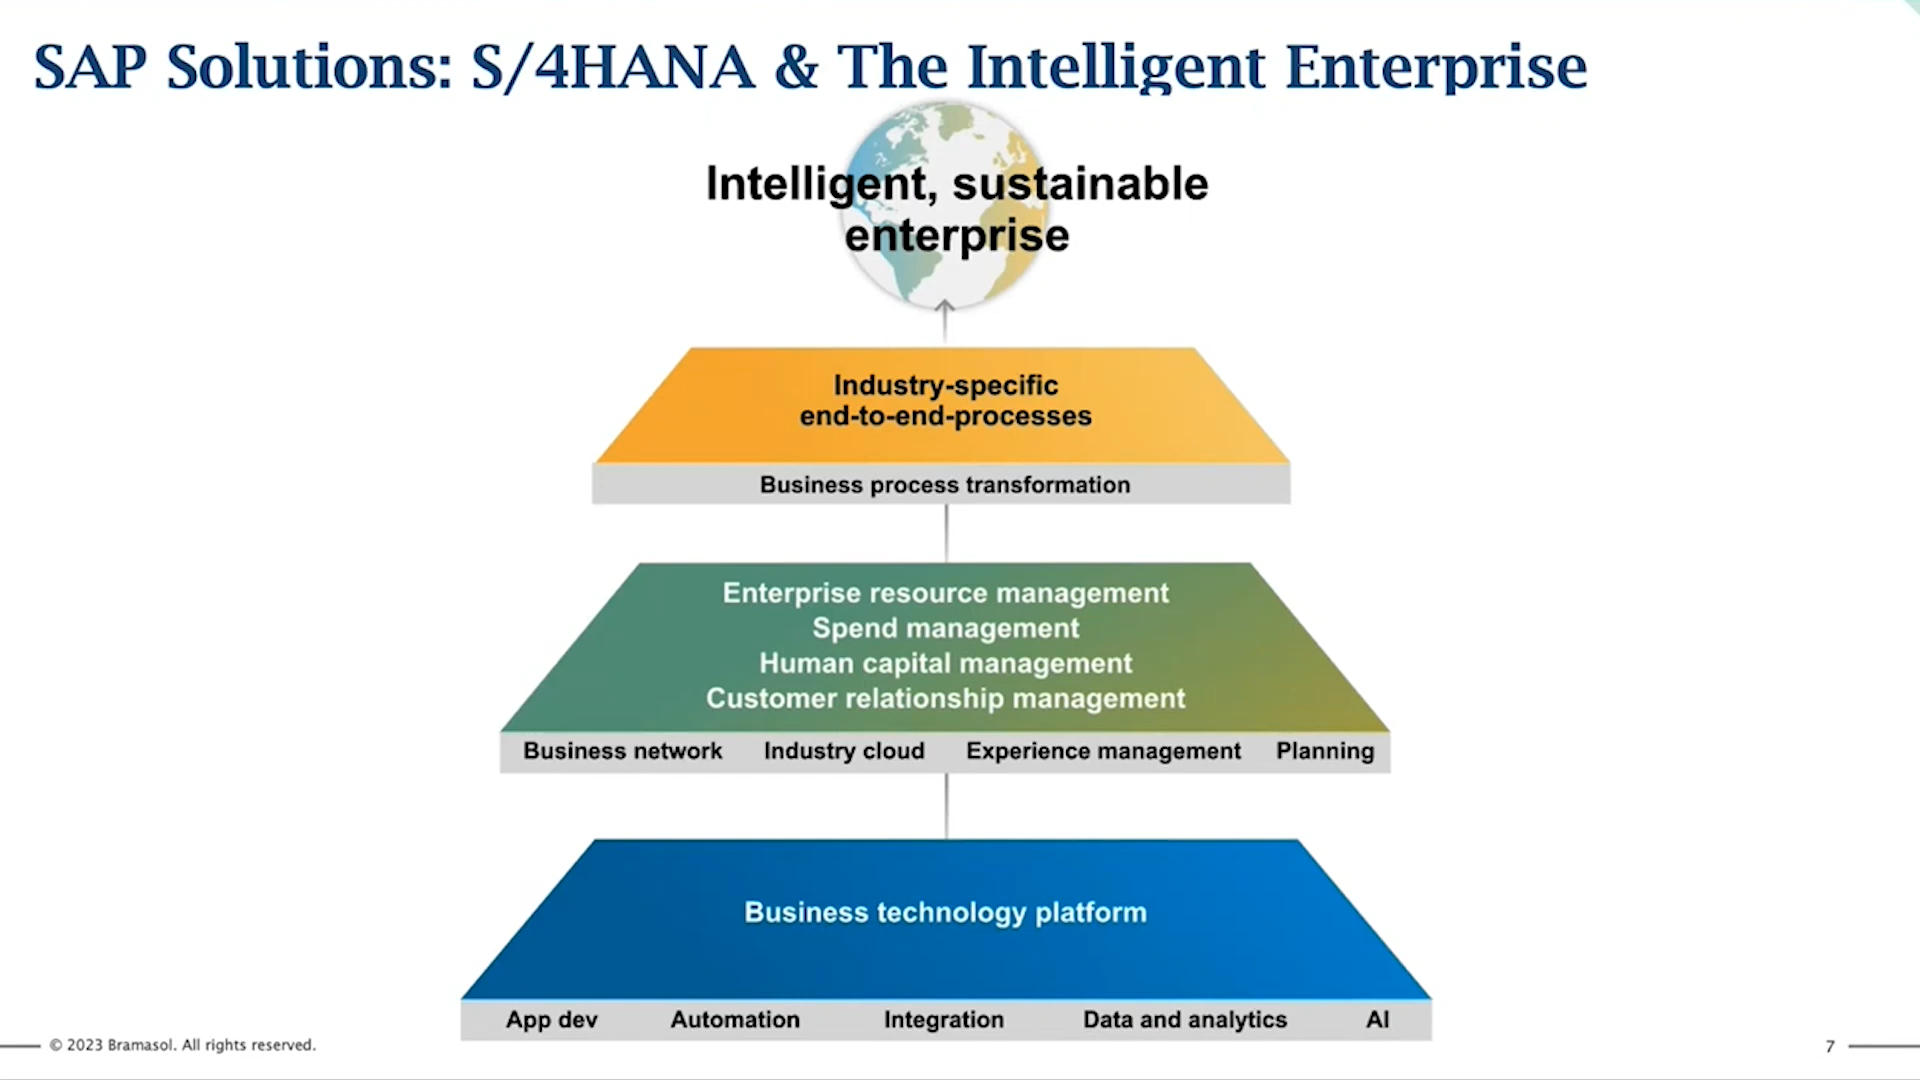 SAP Solutions: S/4HANA & The Intelligent Enterprise
Intelligent, sustainable
enterprise
Industry-specific
end-to-end-processes
Business process transformation
Enterprise resource management
Spend management
Human capital management
Customer relationship management
Business network Industry cloud Experience management Planning
Business technology platform
App dev Automation Integration Data and analytics AI
© 2023 Bramasol. All rights reserved.
7